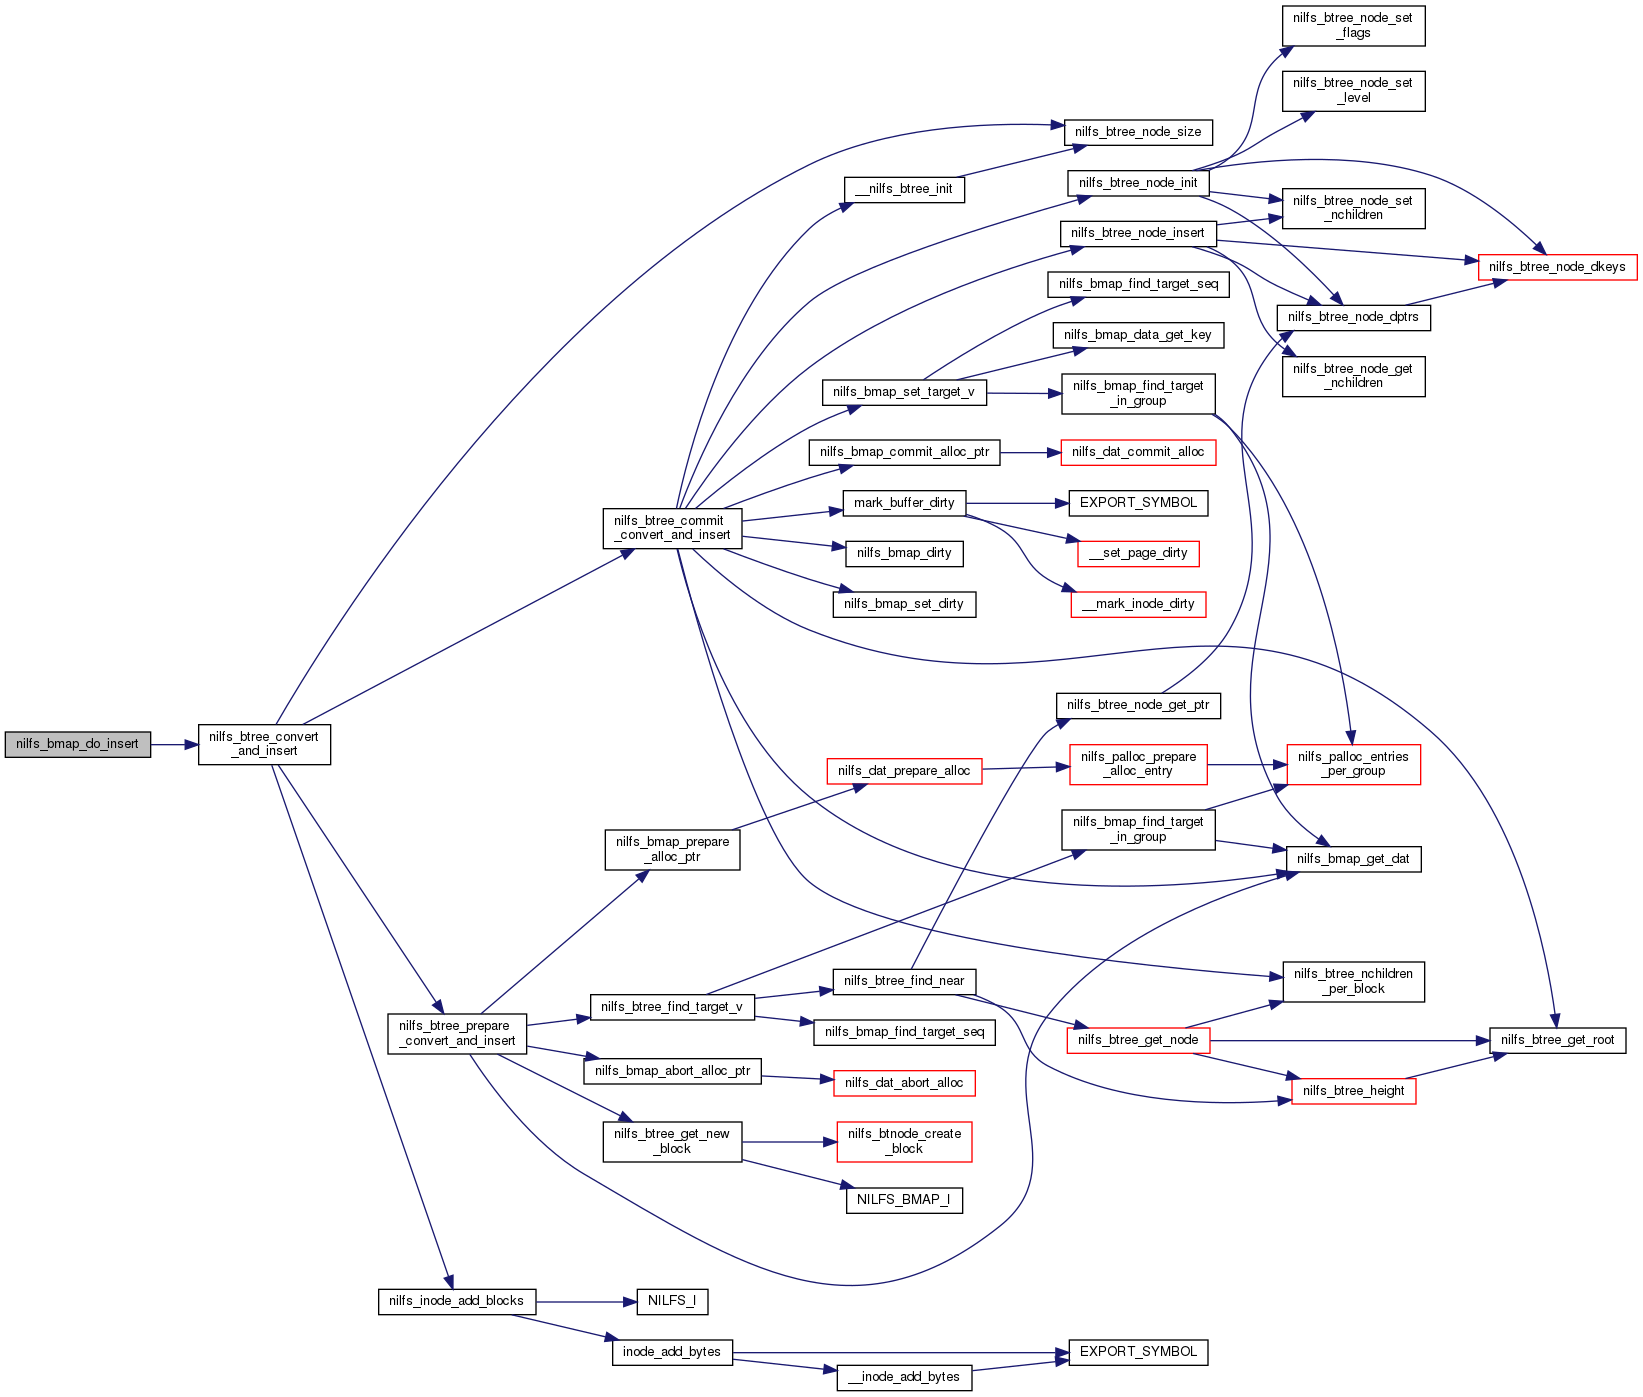 nilfs_btree_node_set
_flags
nilfs_btree_node_set
_level
nilfs_btree_node_size
__nilfs_btree_init
nilfs_btree_node_init
nilfs_btree_node_set
_nchildren
nilfs_btree_node_insert
nilfs_btree_node_dkeys
nilfs_bmap_find_target_seq
nilfs_btree_node_dptrs
nilfs_bmap_data_get_key
nilfs_btree_node_get
_nchildren
nilfs_bmap_set_target_v
nilfs_bmap_find_target
_in_group
nilfs_bmap_commit_alloc_ptr
nilfs_dat_commit_alloc
mark_buffer_dirty
EXPORT_SYMBOL
nilfs_btree_commit
_convert_and_insert
nilfs_bmap_dirty
__set_page_dirty
nilfs_bmap_set_dirty
__mark_inode_dirty
nilfs_btree_node_get_ptr
nilfs_bmap_do_insert
nilfs_btree_convert
_and_insert
nilfs_dat_prepare_alloc
nilfs_palloc_prepare
_alloc_entry
nilfs_palloc_entries
_per_group
nilfs_bmap_prepare
_alloc_ptr
nilfs_bmap_find_target
_in_group
nilfs_bmap_get_dat
nilfs_btree_find_near
nilfs_btree_nchildren
_per_block
nilfs_btree_find_target_v
nilfs_btree_prepare
_convert_and_insert
nilfs_bmap_find_target_seq
nilfs_btree_get_node
nilfs_btree_get_root
nilfs_bmap_abort_alloc_ptr
nilfs_dat_abort_alloc
nilfs_btree_height
nilfs_btree_get_new
_block
nilfs_btnode_create
_block
NILFS_BMAP_I
nilfs_inode_add_blocks
NILFS_I
inode_add_bytes
EXPORT_SYMBOL
__inode_add_bytes